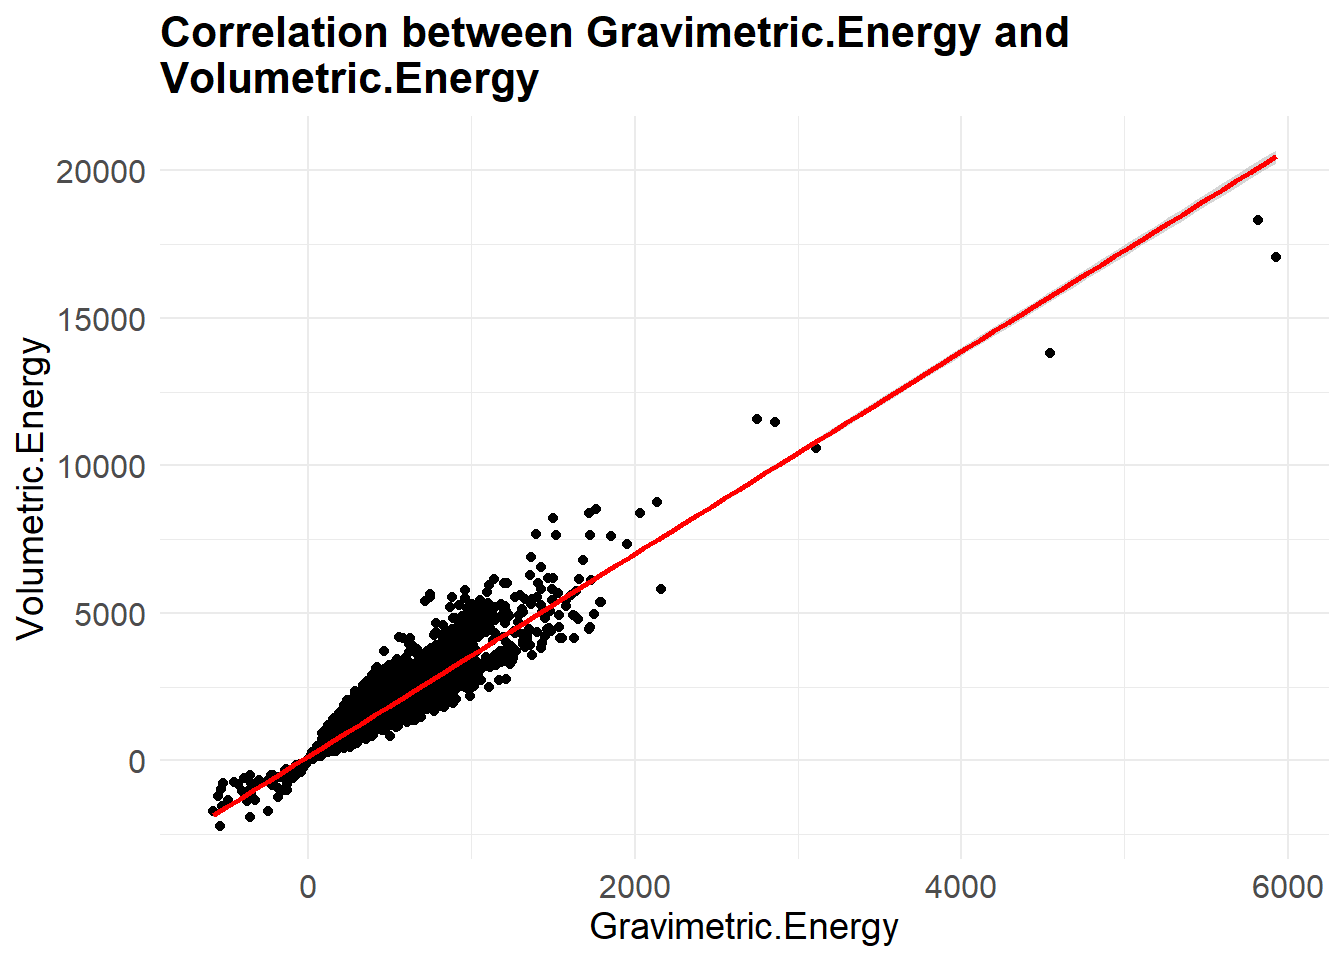 Correlation between Gravimetric.Energy and
Volumetric.Energy
20000
15000
10000
5000
0
Volumetric.Energy
0 2000 4000 6000
Gravimetric.Energy